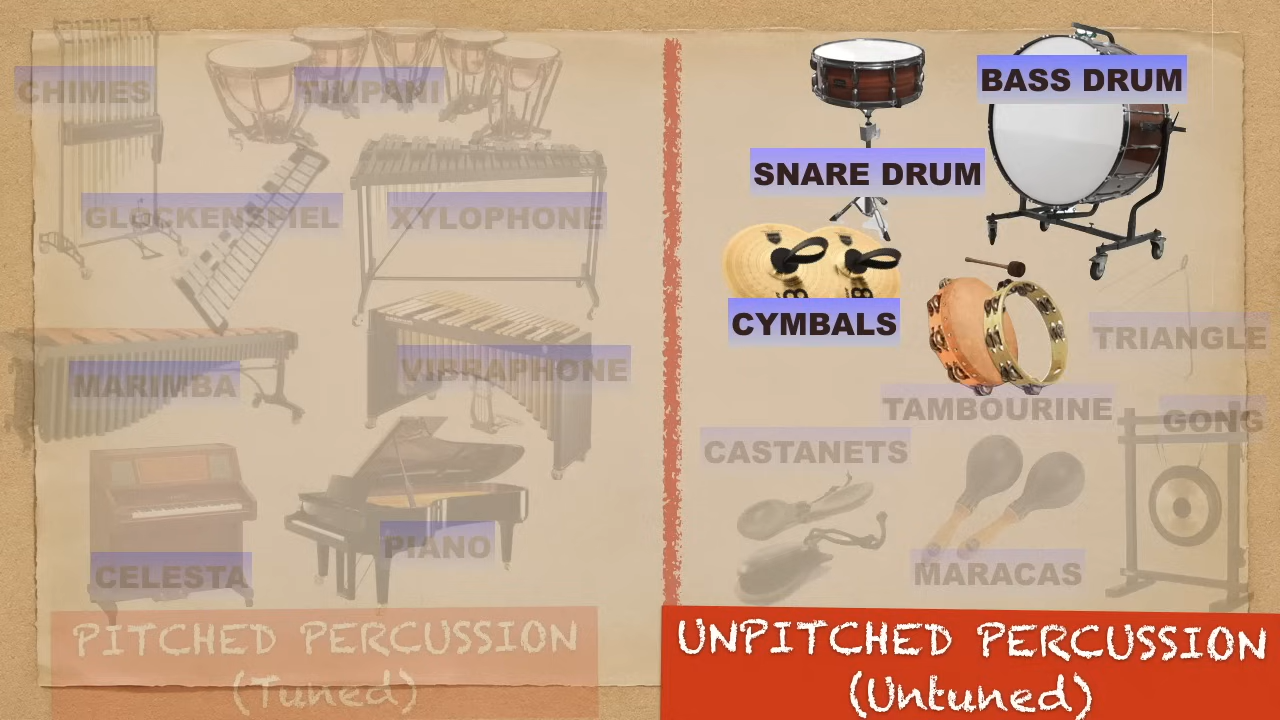 CHIMES
TIMPANI
GLOCKENSPIEL
XYLOPHONE
MARIMBA
VIBRAPHONE
CELESTA
PIANO
PITCHED PERCUSSION
(Tuned)
BASS DRUM
SNARE DRUM
CYMBALS
TRIANGLE
TAMBOURINE
GONG
CASTANETS
MARACAS
UNPITCHED PERCUSSION
(Untuned)